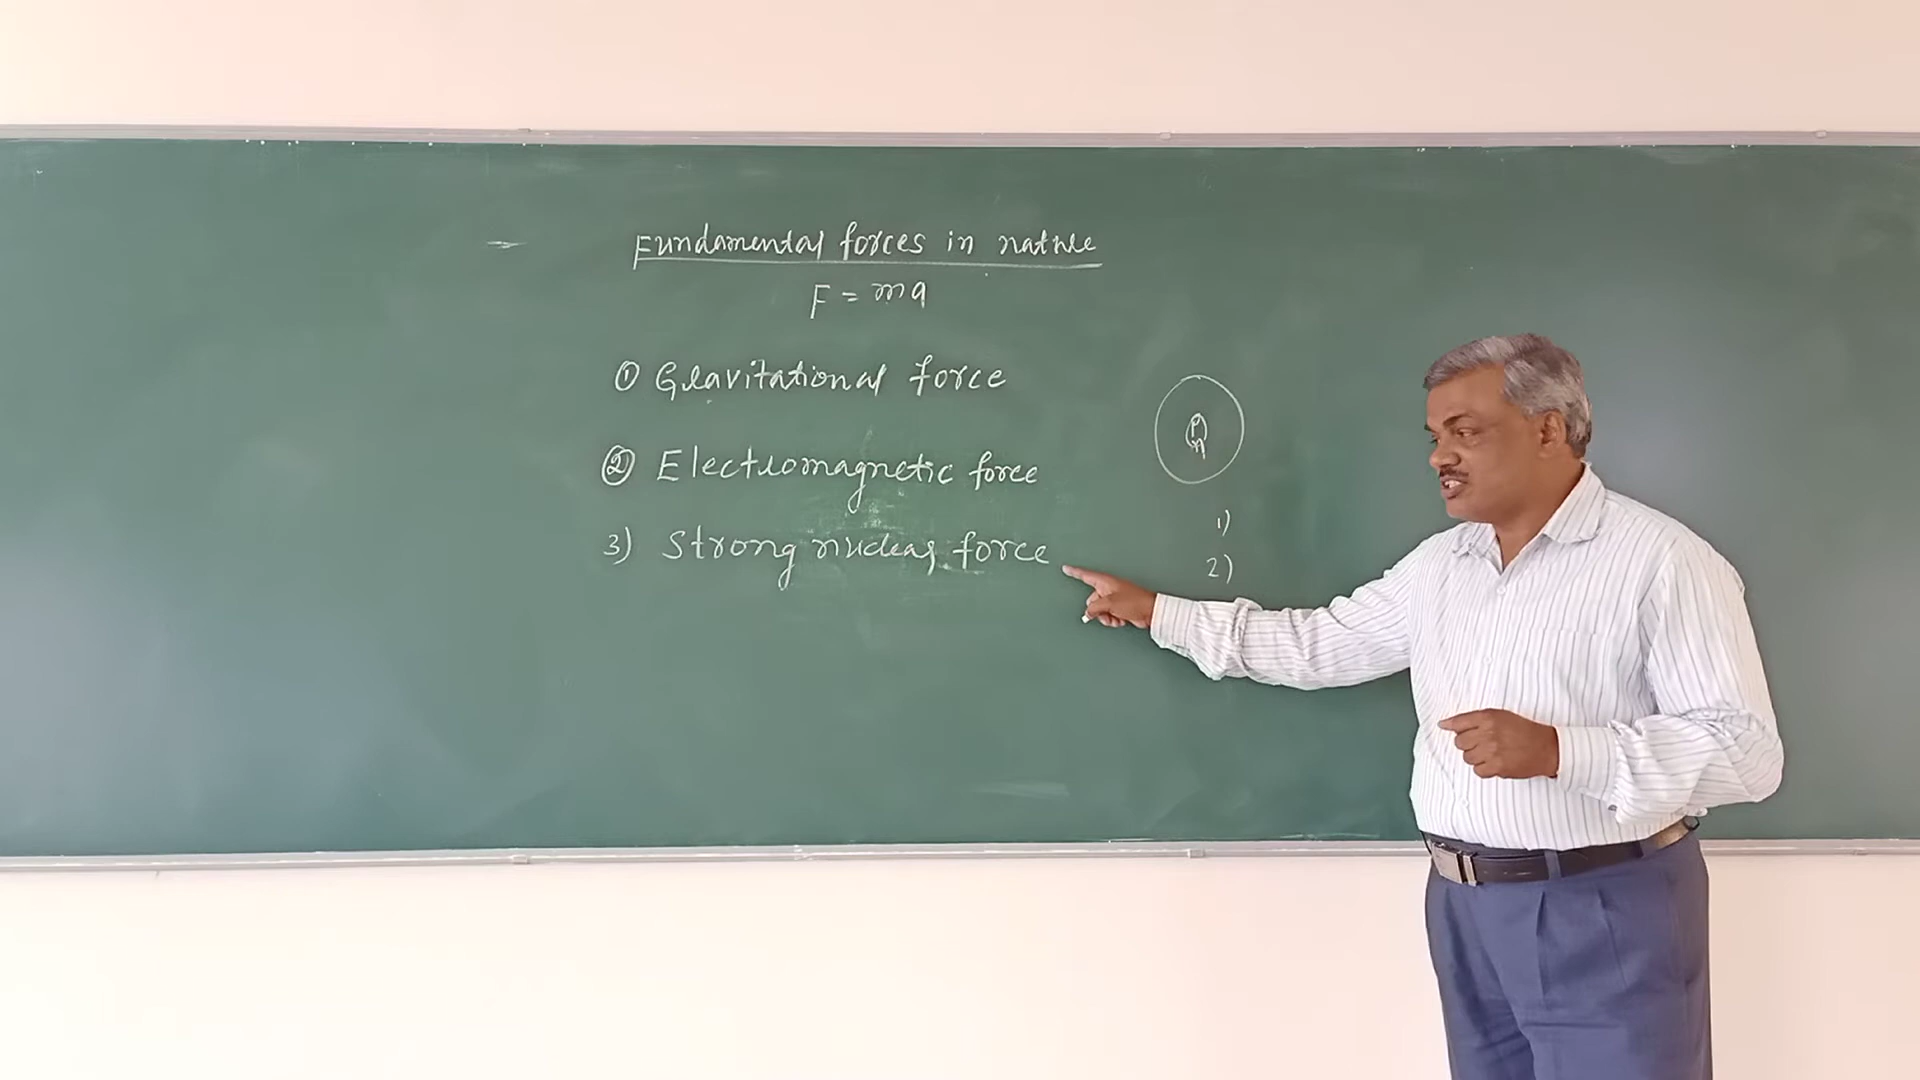 Fundamental forces in nature
F = ma
① Gravitational force
② Electromagnetic force
3) Strong nuclear force
P
n
1)
2)